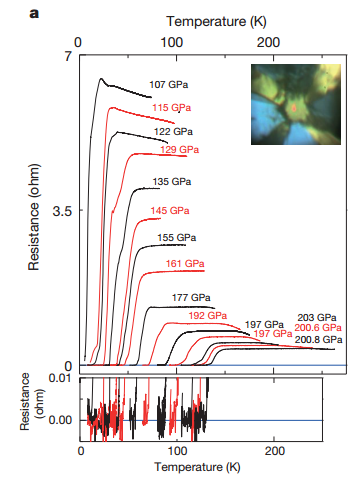 a
Temperature (K)
0 100 200
7
3.5
0
Resistance (ohm)
107 GPa
115 GPa
122 GPa
129 GPa
135 GPa
145 GPa
155 GPa
161 GPa
177 GPa
192 GPa
197 GPa
203 GPa
197 GPa
200.6 GPa
200.8 GPa
0.01
0.00
Resistance
(ohm)
0 100 200
Temperature (K)